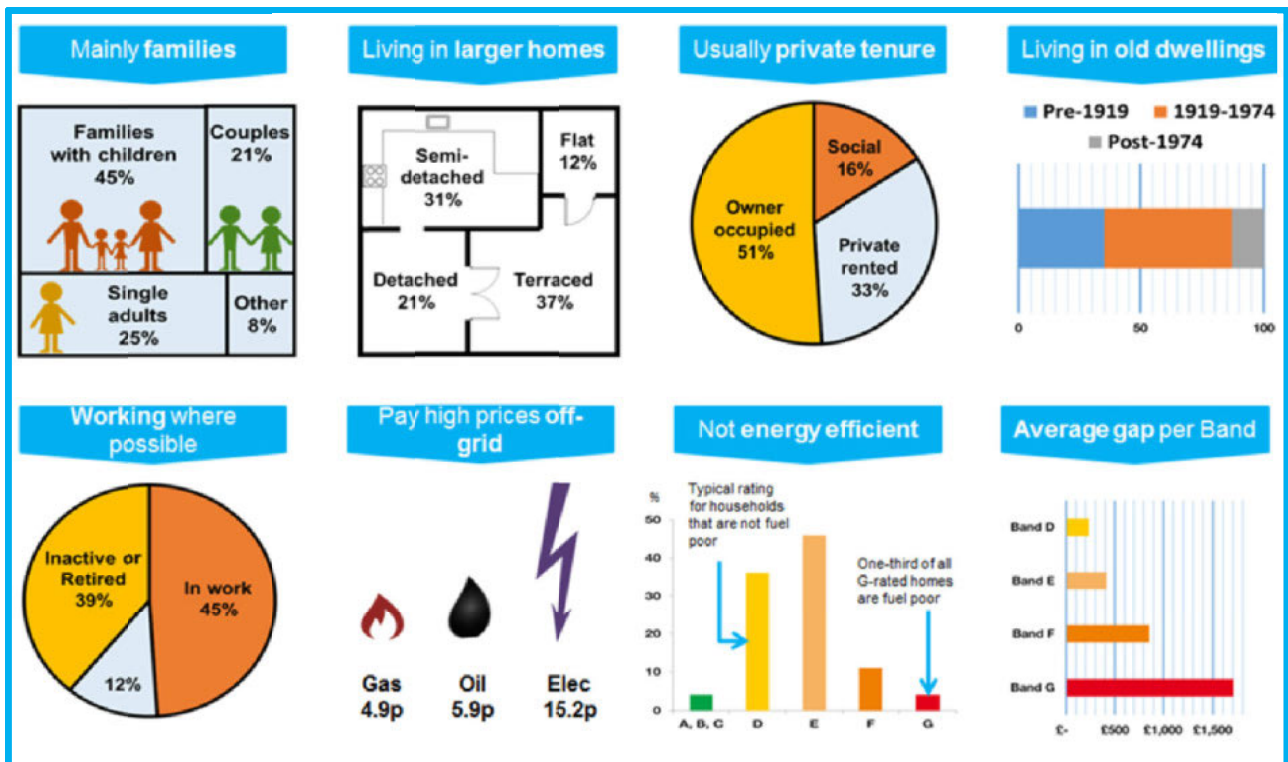 Mainly families
Living in larger homes
Usually private tenure
Living in old dwellings
Families
with children
45%
Couples
21%
Single
adults
25%
Other
8%
Semi-
detached
31%
Flat
12%
Detached
21%
Terraced
37%
Social
16%
Owner
occupied
51%
Private
rented
33%
Pre-1919
1919-1974
Post-1974
0
50
100
Working where
possible
Pay high prices off-
grid
Not energy efficient
Average gap per Band
Inactive or
Retired
39%
In work
45%
12%
Gas
4.9p
Oil
5.9p
Elec
15.2p
%
50
40
30
20
10
0
Typical rating
for households
that are not fuel
poor
One-third of all
G-rated homes
are fuel poor
A, B, C
D
E
F
G
Band D
Band E
Band F
Band G
£-
£500
£1,000
£1,500